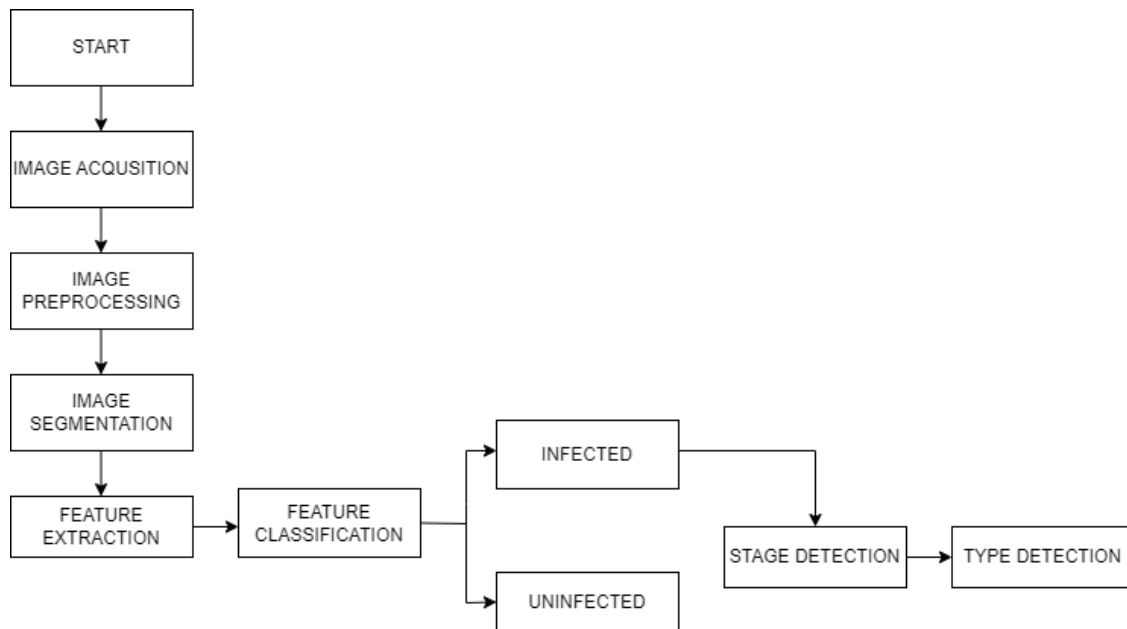 START
IMAGE ACQUSITION
IMAGE
PREPROCESSING
IMAGE
SEGMENTATION
FEATURE
EXTRACTION
FEATURE
CLASSIFICATION
INFECTED
UNINFECTED
STAGE DETECTION
TYPE DETECTION